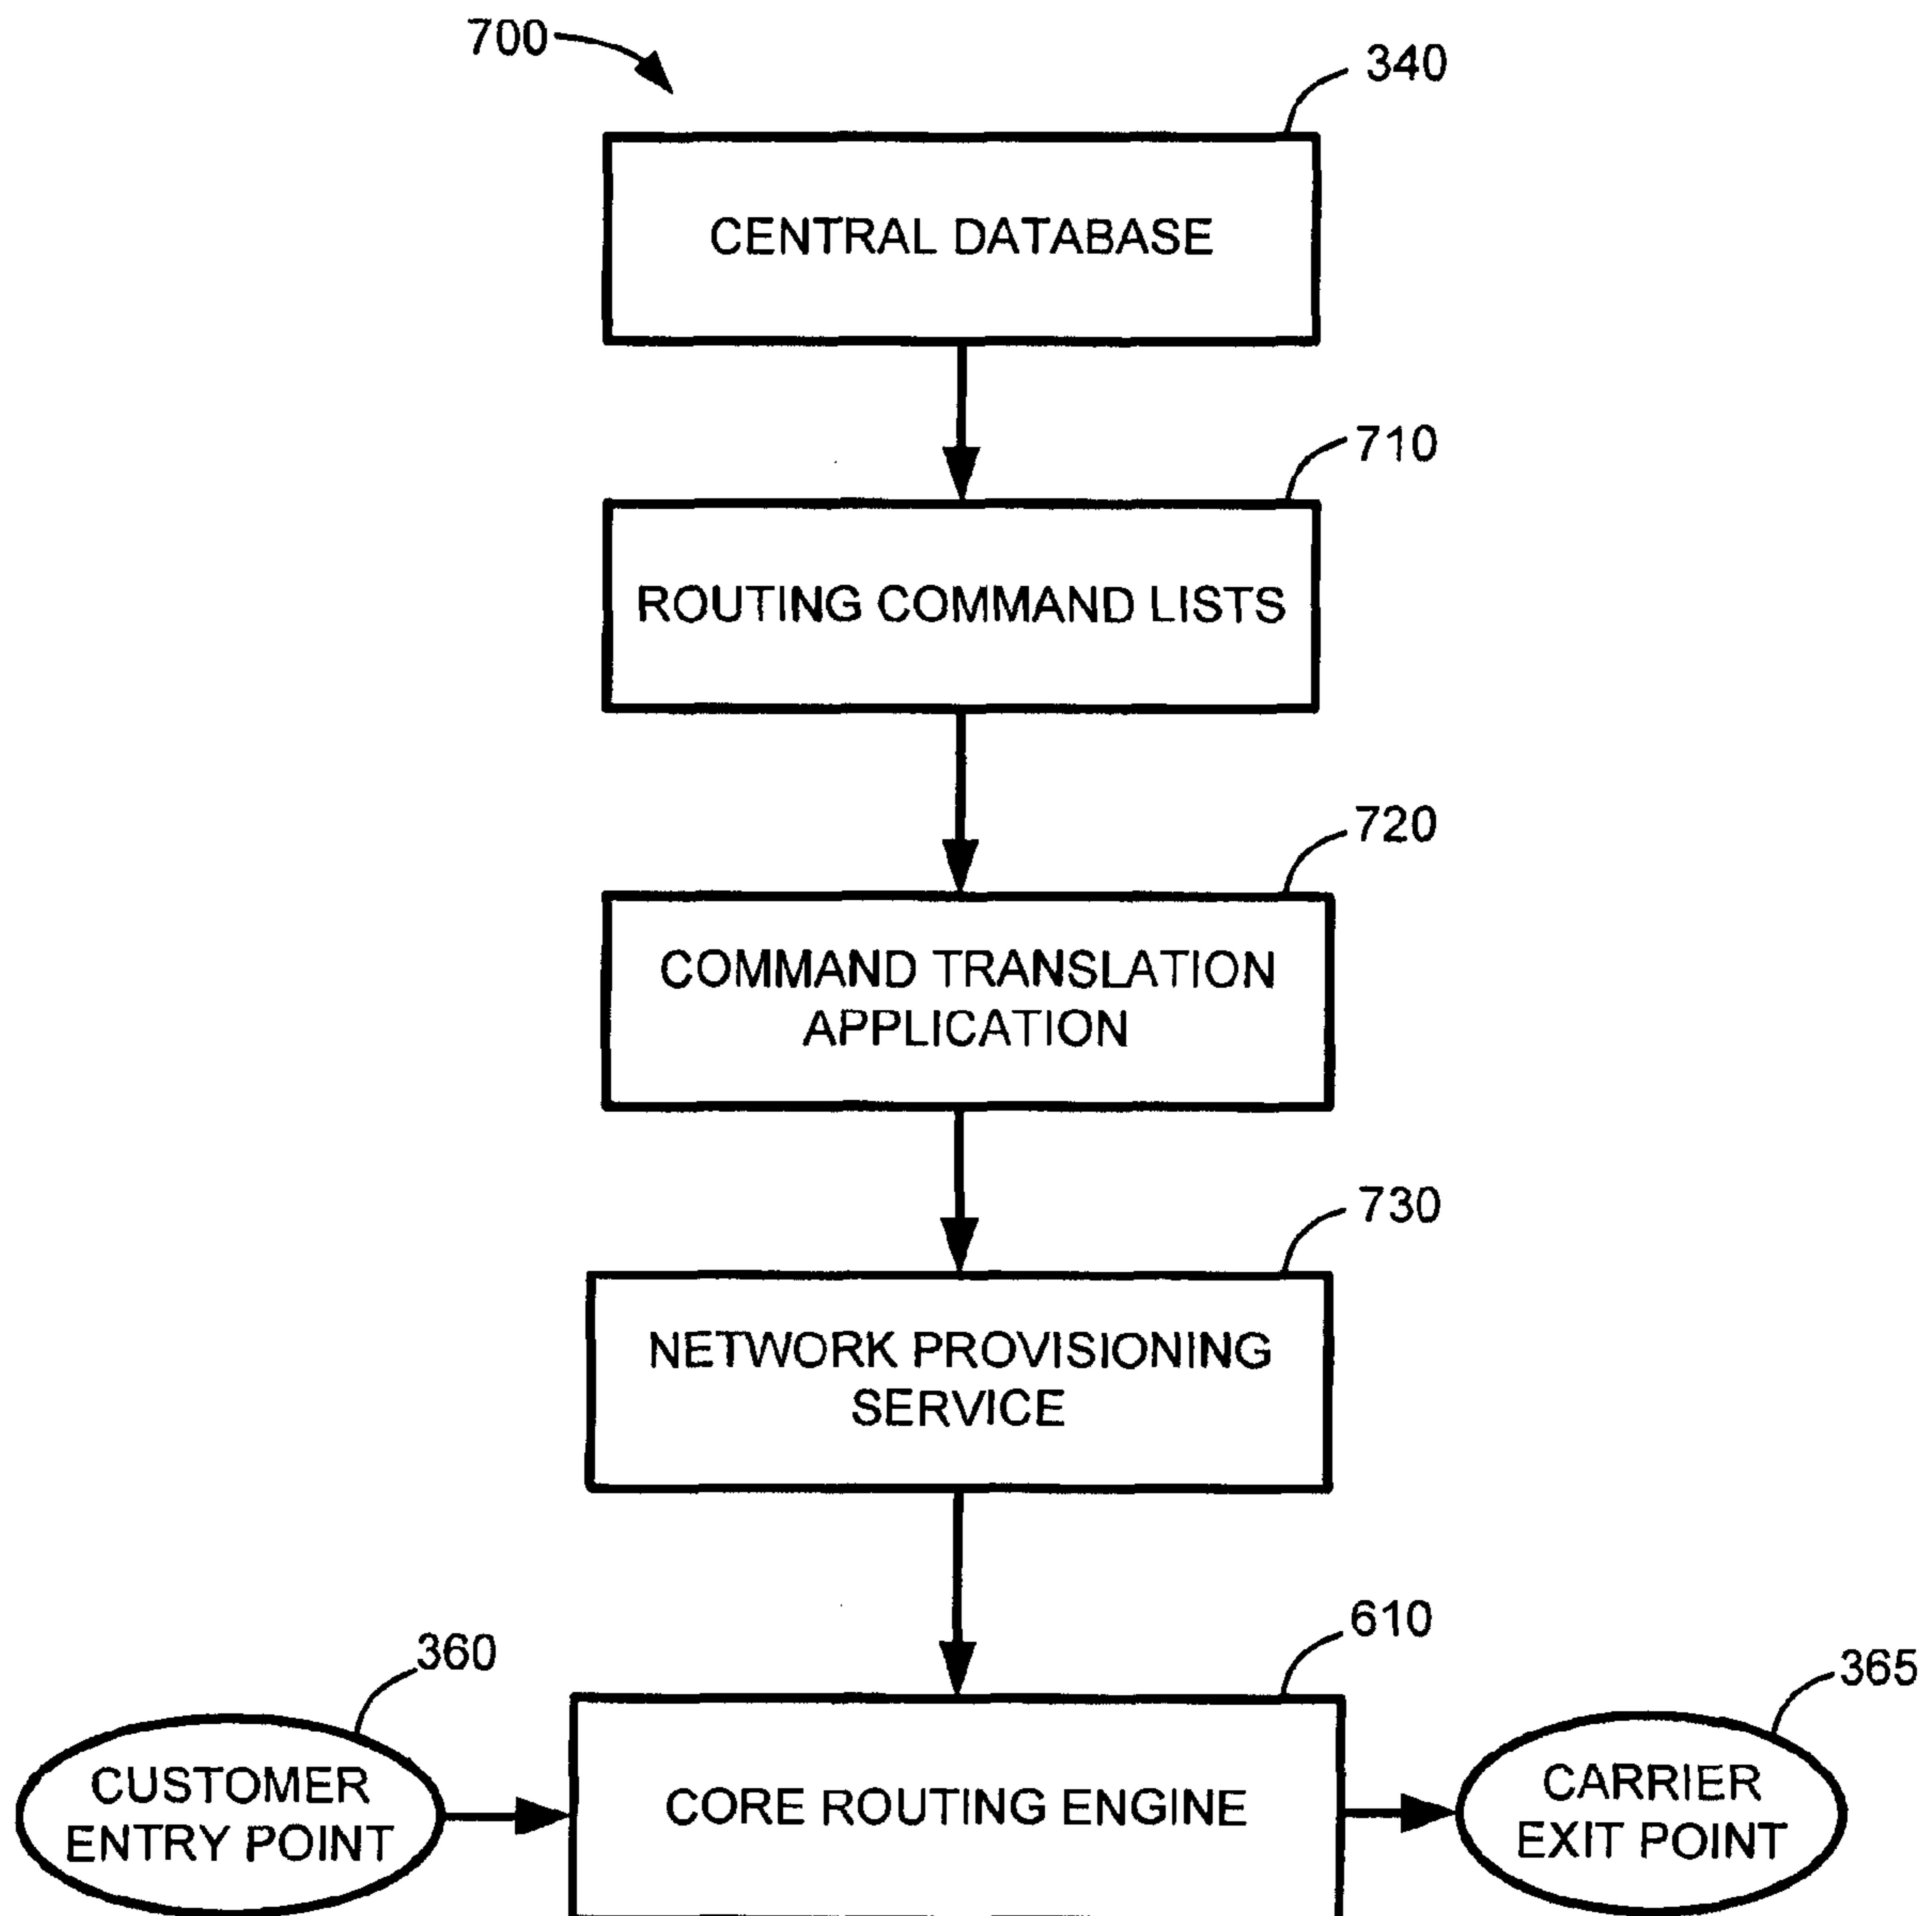 700
340
CENTRAL DATABASE
710
ROUTING COMMAND LISTS
720
COMMAND TRANSLATION
APPLICATION
730
NETWORK PROVISIONING
SERVICE
610
360
365
CUSTOMER
ENTRY POINT
CORE ROUTING ENGINE
CARRIER
EXIT POINT